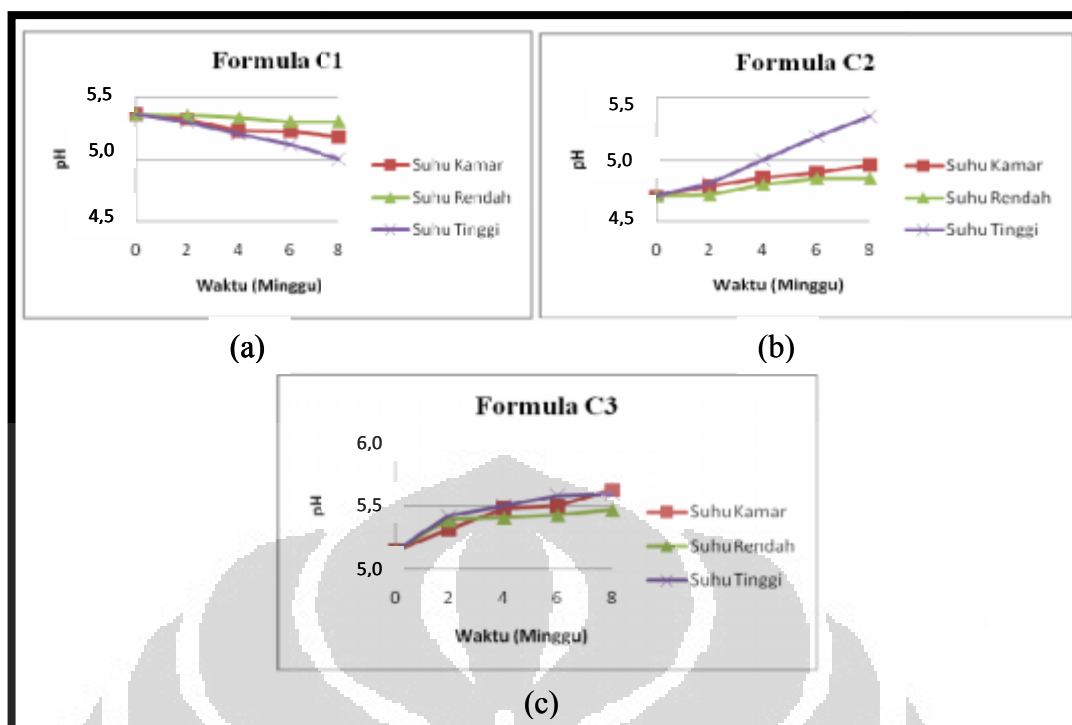 Formula C1
5,5
5,0
4,5
pH
0 2 4 6 8
Waktu (Minggu)
Suhu Kamar
Suhu Rendah
Suhu Tinggi
(a)
Formula C2
5,5
5,0
4,5
pH
0 2 4 6 8
Waktu (Minggu)
Suhu Kamar
Suhu Rendah
Suhu Tinggi
(b)
Formula C3
6,0
5,5
5,0
pH
0 2 4 6 8
Waktu (Minggu)
Suhu Kamar
Suhu Rendah
Suhu Tinggi
(c)